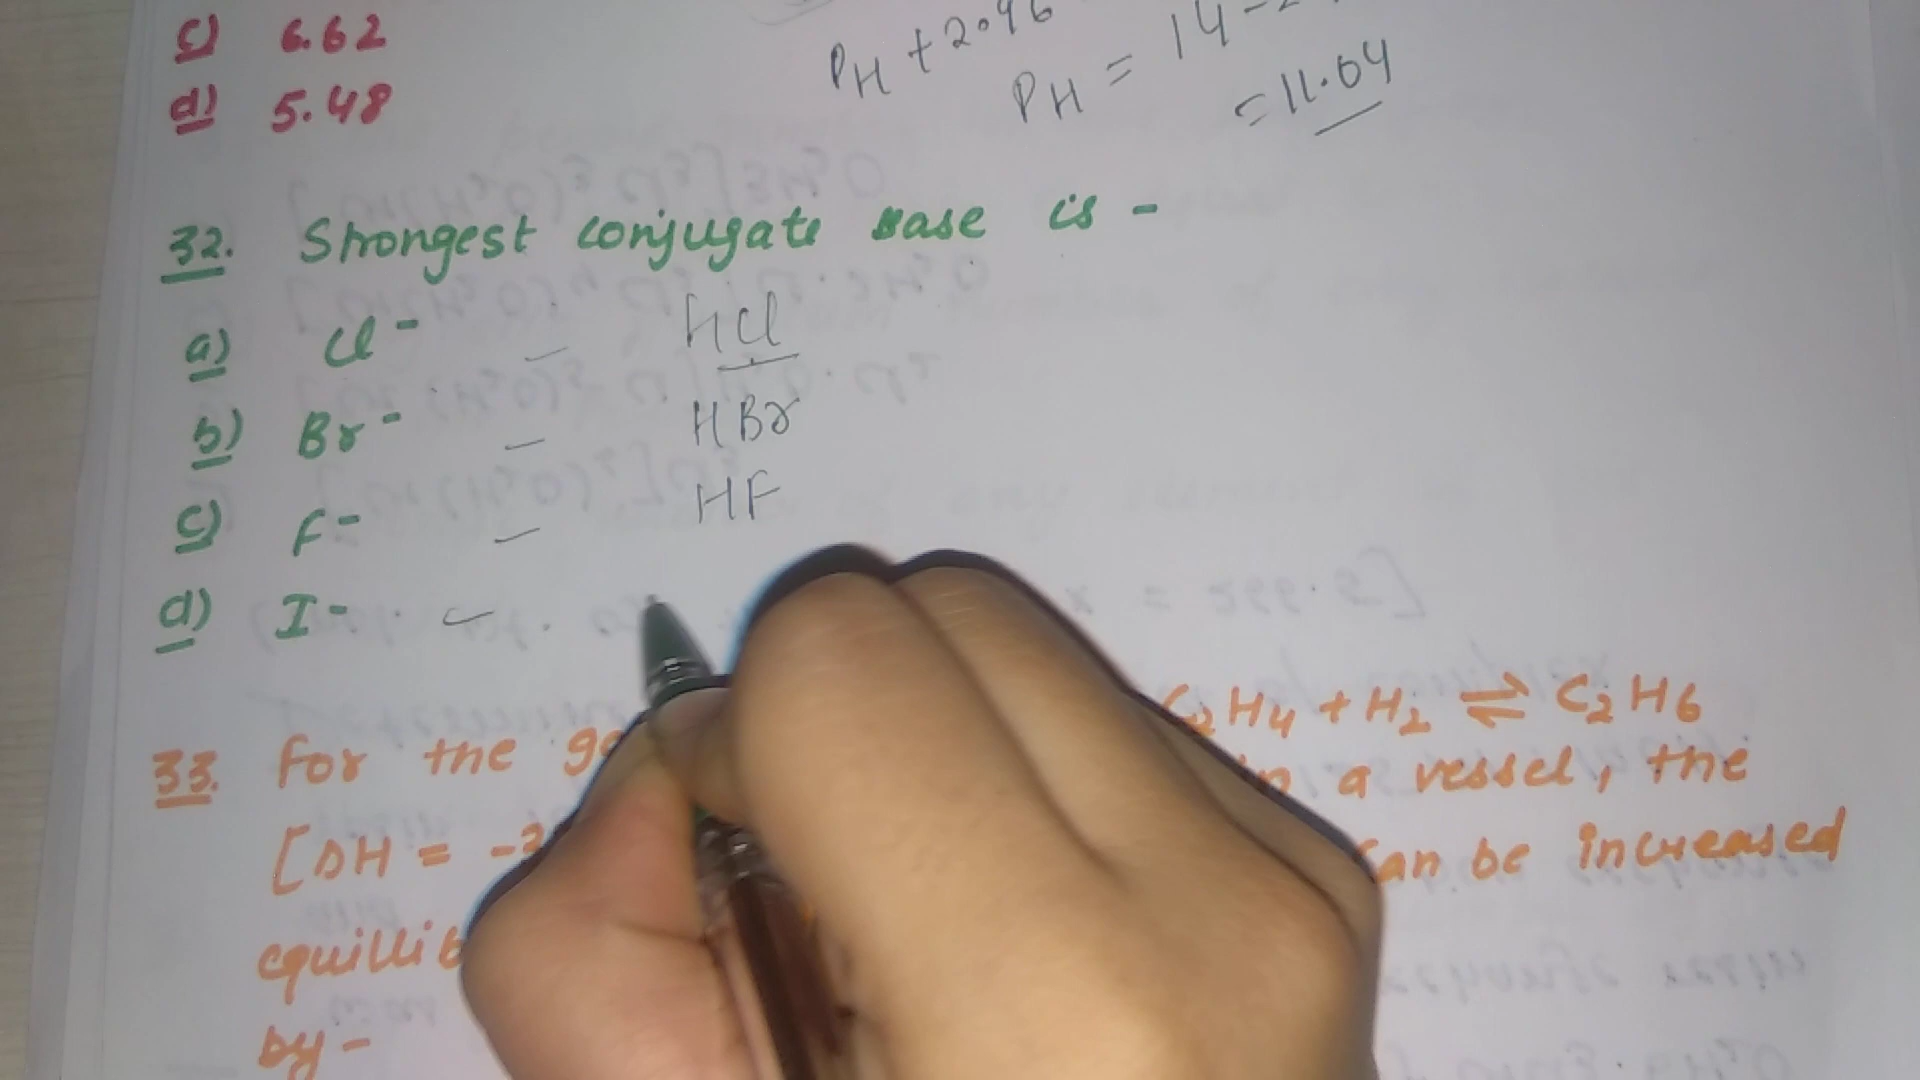 c) 6.62
d) 5.48
PH + 2.96
PH = 14 -
= 11.04
32. Strongest conjugate base is -
a) Cl- - HCl
b) Br- - HBr
c) F- - HF
d) I- -
33. For the C2H4 + H2 ⇌ C2H6
in a vessel, the
[ΔH = - can be increased
by -